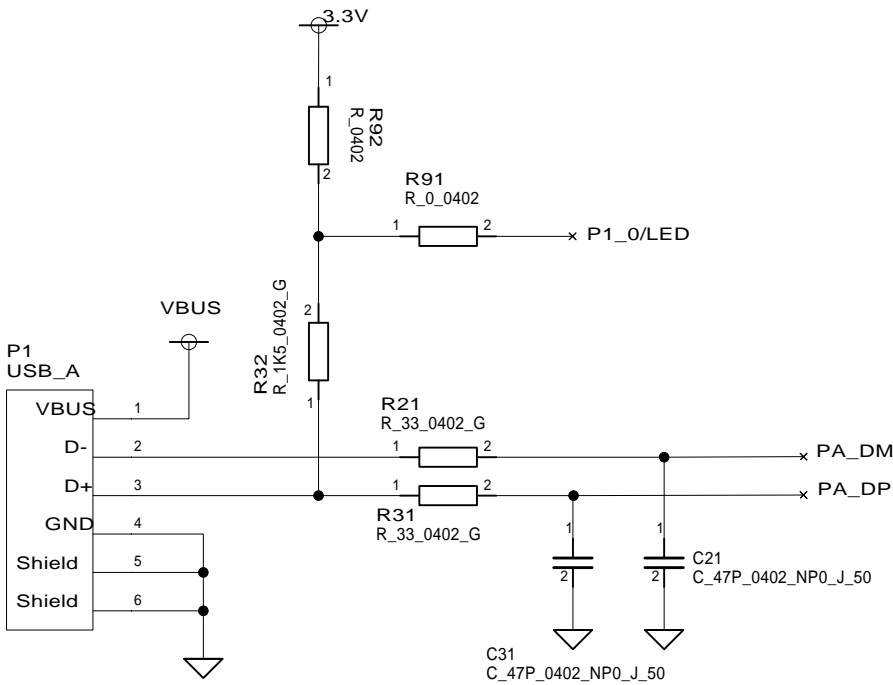 3.3V
1
R92
R_0402
2
R91
R_0_0402
1
2
P1_0/LED
VBUS
2
R32
R_1K5_0402_G
1
P1
USB_A
VBUS
1
R21
R_33_0402_G
D-
2
1
2
PA_DM
D+
3
1
2
PA_DP
R31
R_33_0402_G
GND
4
Shield
5
Shield
6
1
2
1
2
C21
C_47P_0402_NP0_J_50
C31
C_47P_0402_NP0_J_50